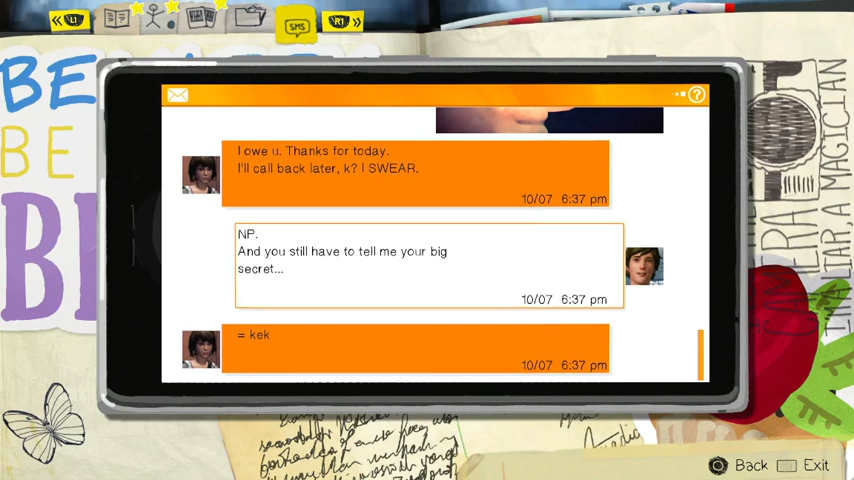 L1
SMS
R1
BE
BE
BI
I owe u. Thanks for today.
I'll call back later, k? I SWEAR.
10/07 6:37 pm
NP.
And you still have to tell me your big
secret...
10/07 6:37 pm
= kek
10/07 6:37 pm
CAMERA
I'M A LIAR, A MAGICIAN
Back
Exit